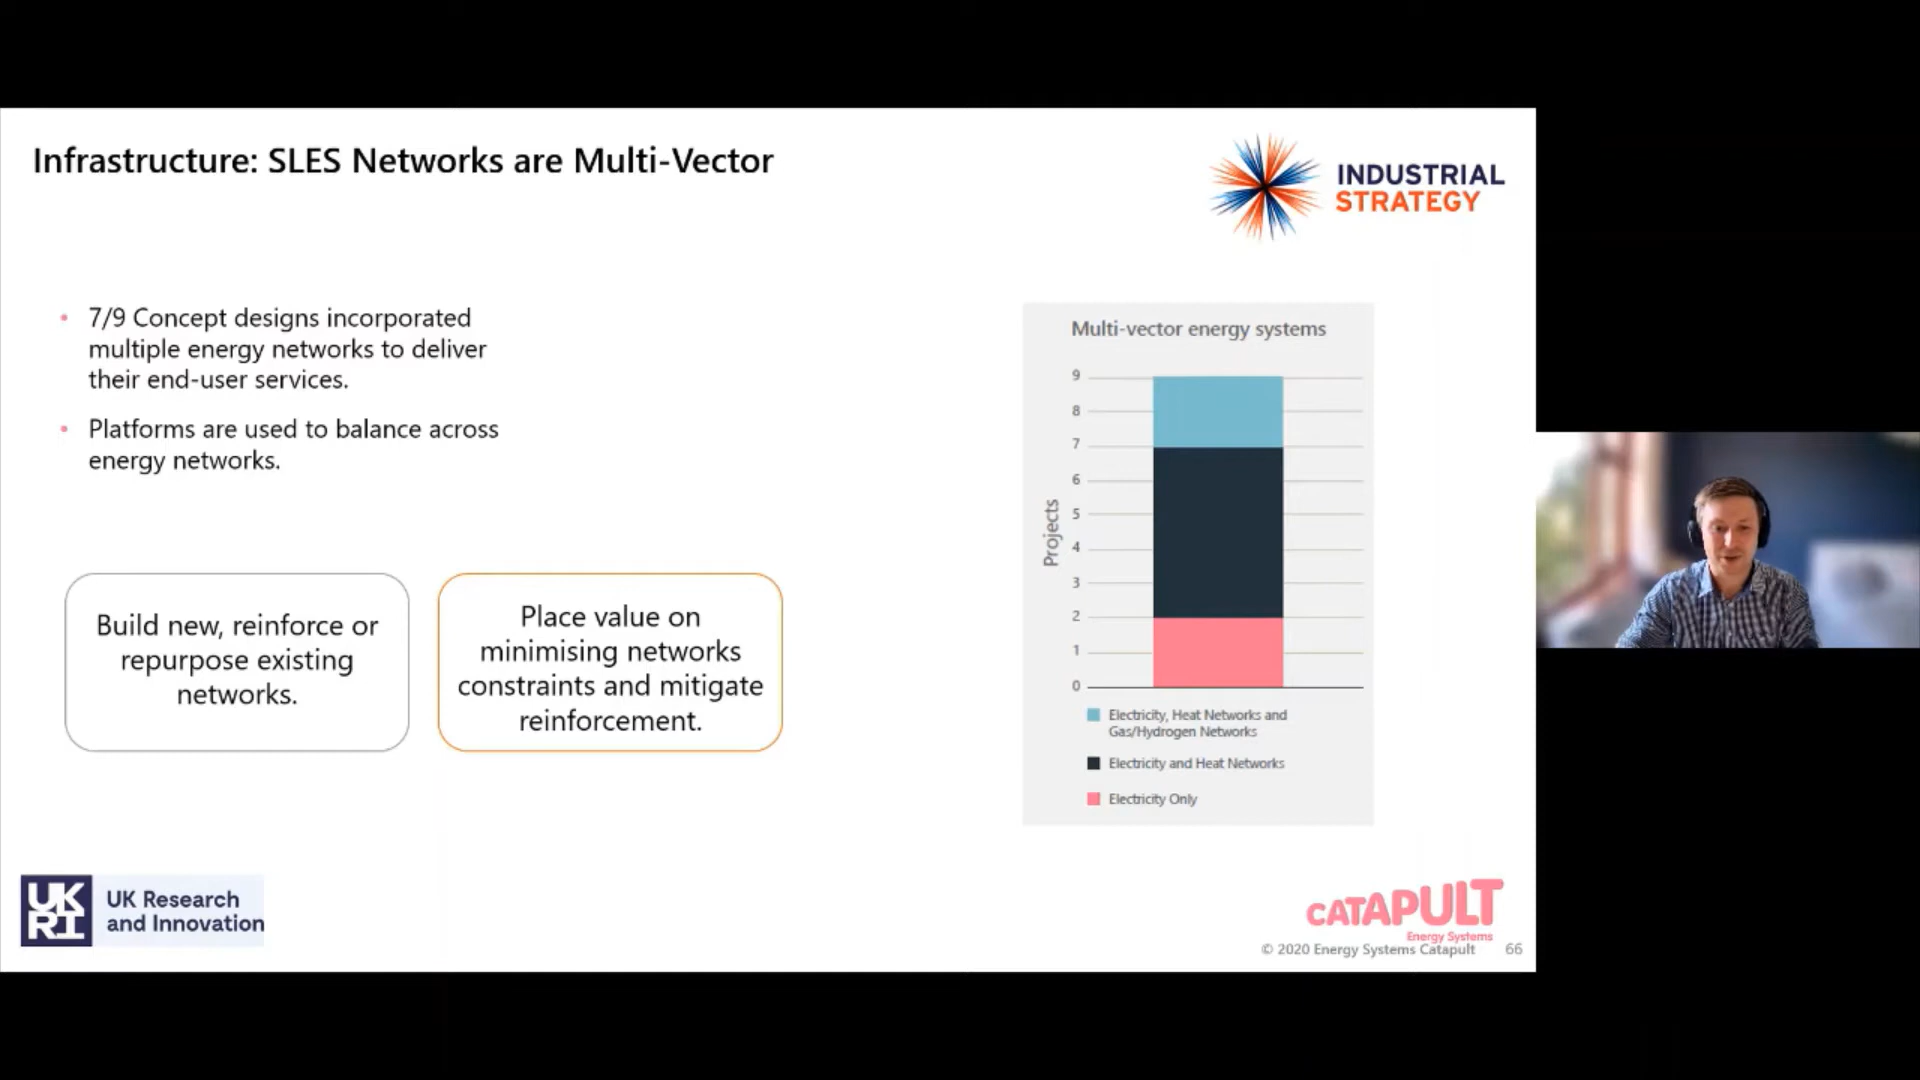 Infrastructure: SLES Networks are Multi-Vector
INDUSTRIAL
STRATEGY
• 7/9 Concept designs incorporated
multiple energy networks to deliver
their end-user services.
• Platforms are used to balance across
energy networks.
Build new, reinforce or
repurpose existing
networks.
Place value on
minimising networks
constraints and mitigate
reinforcement.
Multi-vector energy systems
Projects
9
8
7
6
5
4
3
2
1
0
Electricity, Heat Networks and
Gas/Hydrogen Networks
Electricity and Heat Networks
Electricity Only
UK
RI
UK Research
and Innovation
CATAPULT
Energy Systems
© 2020 Energy Systems Catapult 66